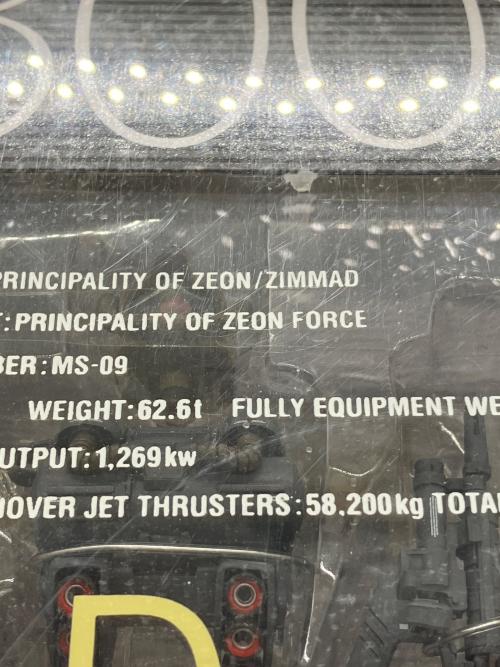 PRINCIPALITY OF ZEON/ZIMMAD
T:PRINCIPALITY OF ZEON FORCE
BER:MS-09
WEIGHT:62.6t FULLY EQUIPMENT WE
UTPUT:1,269kw
HOVER JET THRUSTERS:58.200kg TOTA
D